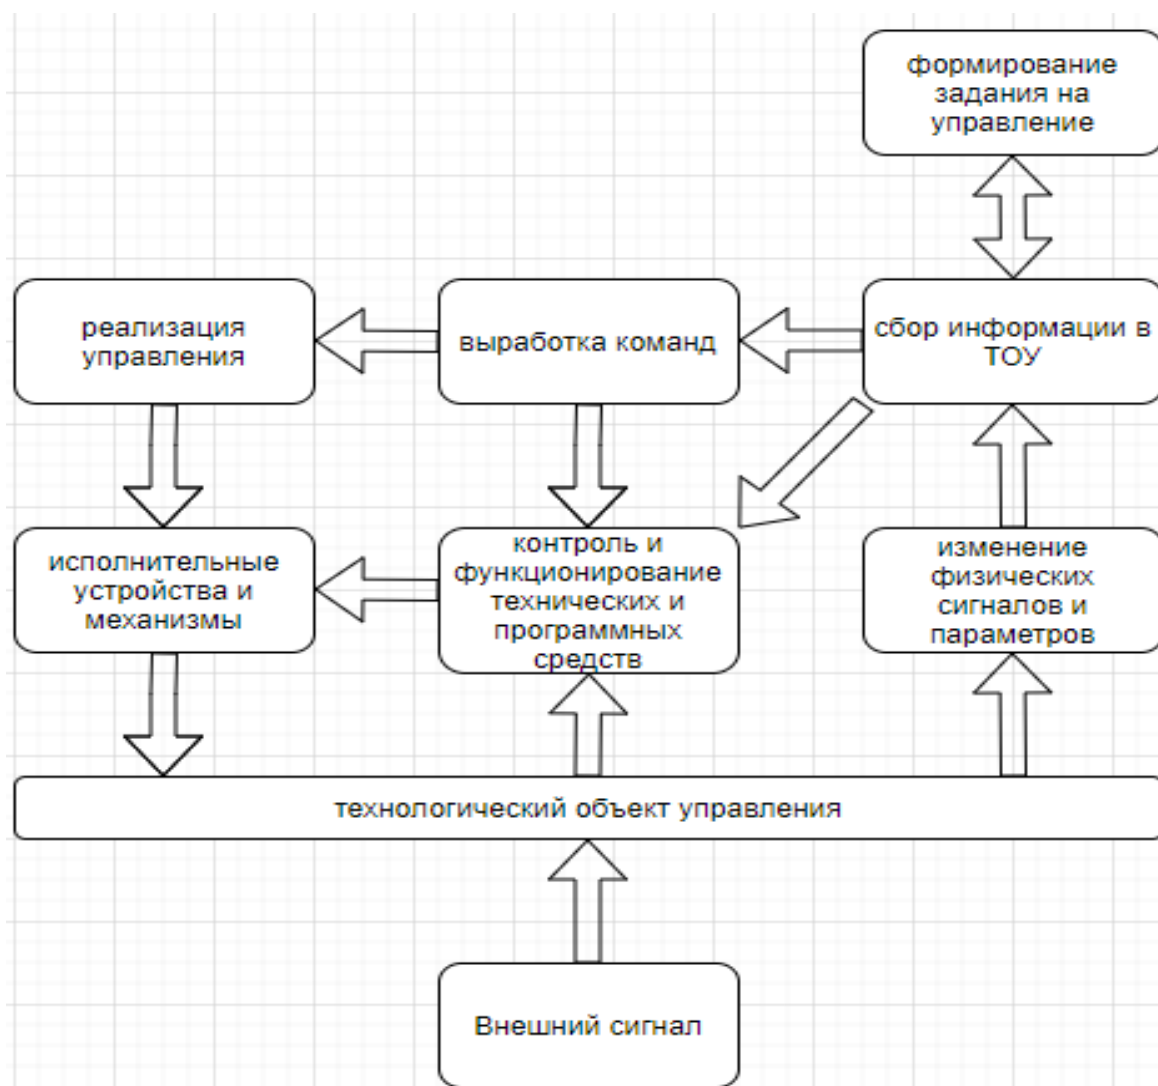 формирование
задания на
управление
реализация
управления
выработка команд
сбор информации в
ТОУ
исполнительные
устройства и
механизмы
контроль и
функционирование
технических и
программных
средств
изменение
физических
сигналов и
параметров
технологический объект управления
Внешний сигнал